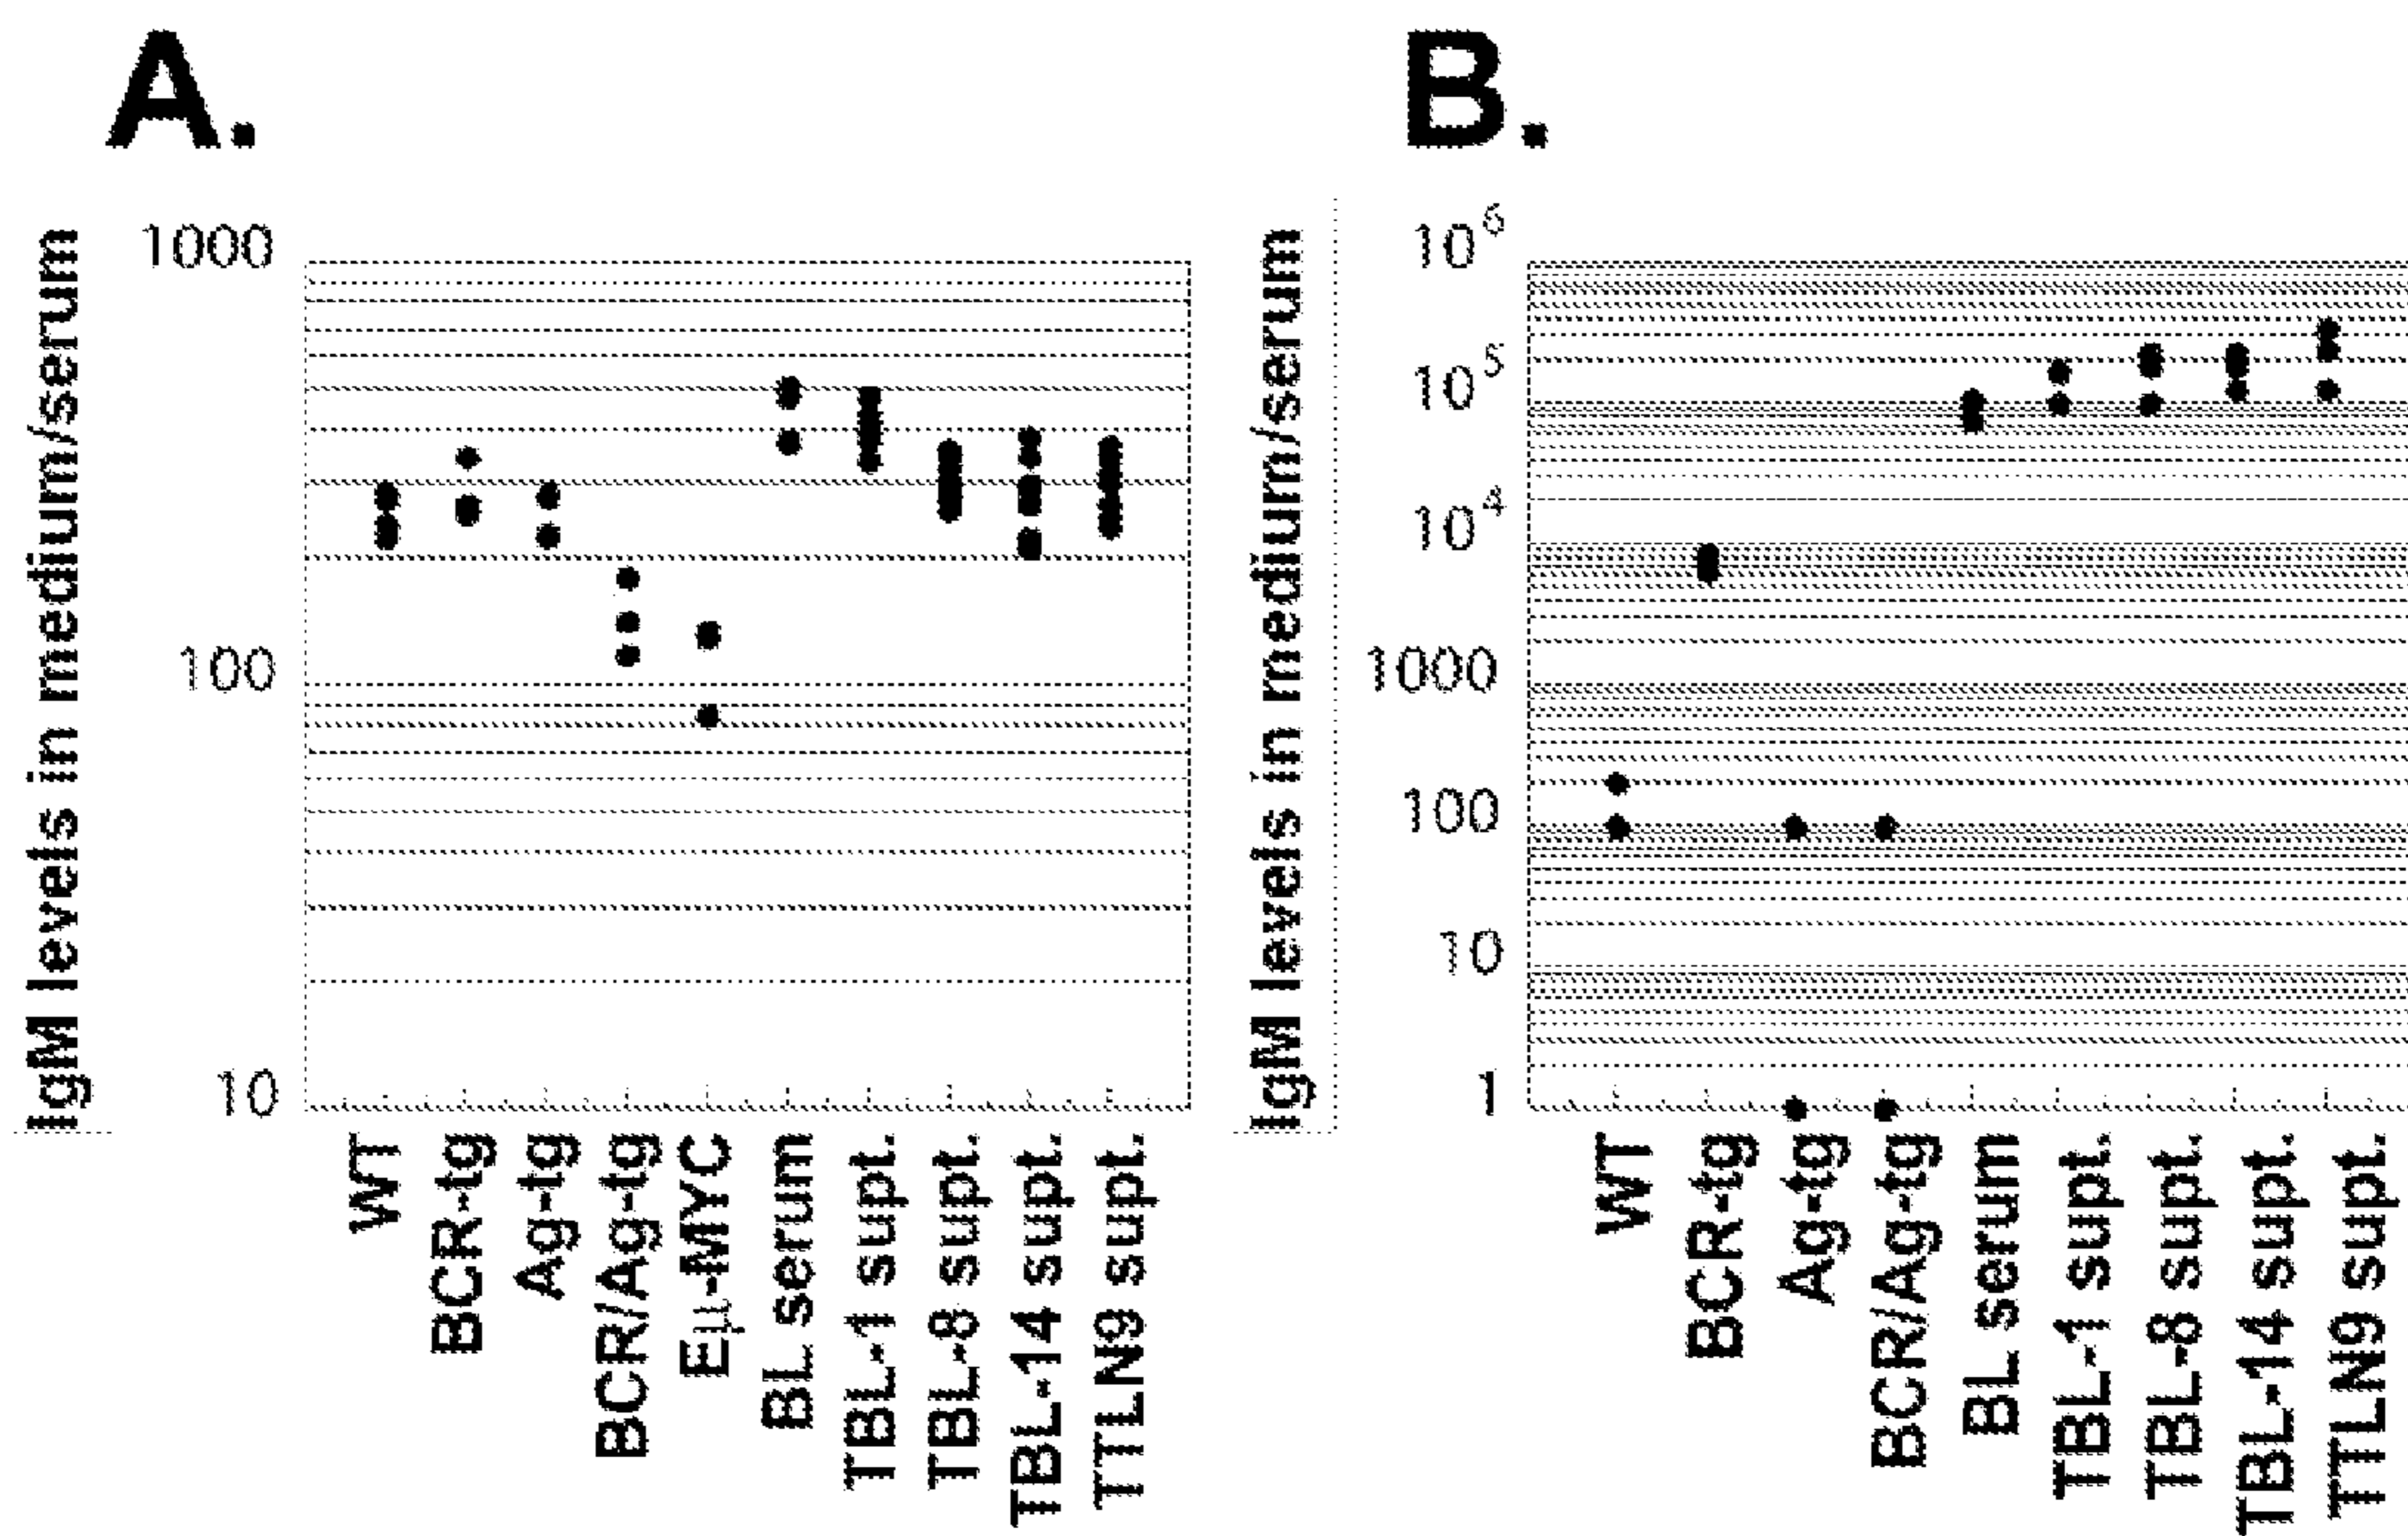 A.
IgM levels in medium/serum
1000
100
10
WT
BCR-tg
Ag-tg
BCR/Ag-tg
Eμ-MYC
BL serum
TBL-1 supt.
TBL-8 supt.
TBL-14 supt.
TTLN9 supt.
B.
IgM levels in medium/serum
10⁶
10⁵
10⁴
1000
100
10
1
WT
BCR-tg
Ag-tg
BCR/Ag-tg
BL serum
TBL-1 supt.
TBL-8 supt.
TBL-14 supt.
TTLN9 supt.